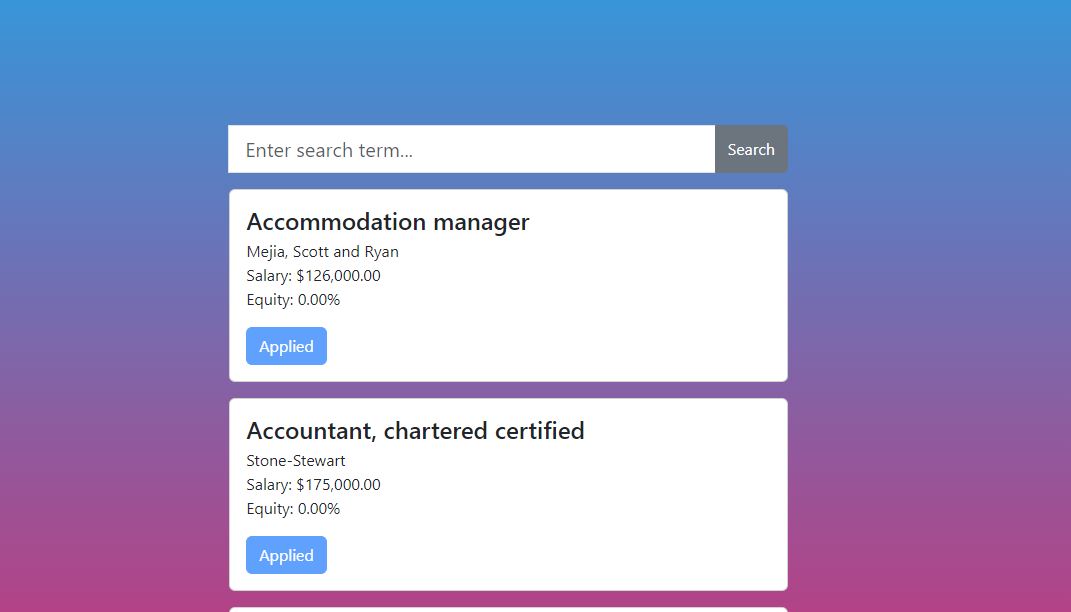 Enter search term...
Search
Accommodation manager
Mejia, Scott and Ryan
Salary: $126,000.00
Equity: 0.00%
Applied
Accountant, chartered certified
Stone-Stewart
Salary: $175,000.00
Equity: 0.00%
Applied